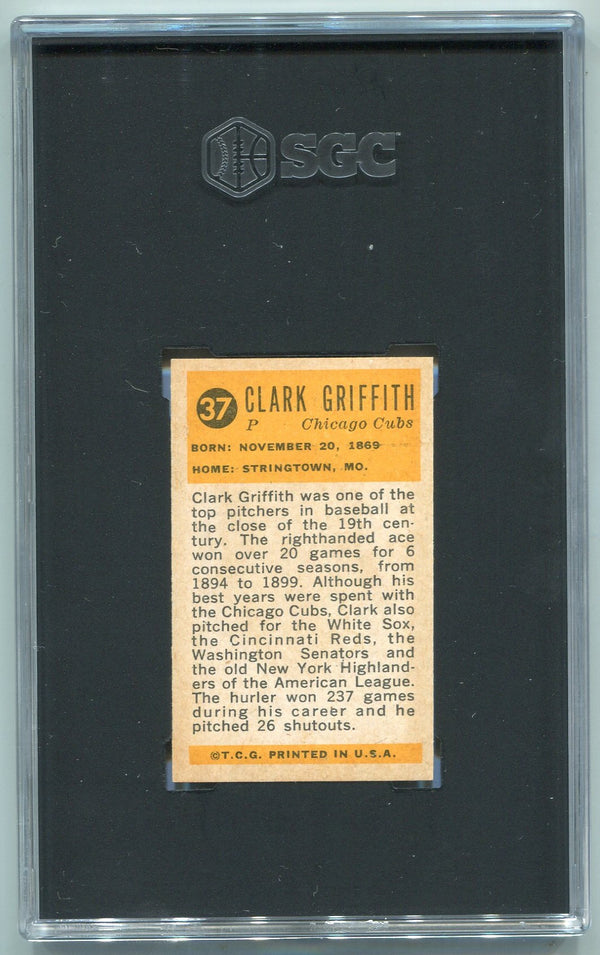 SGC
37 CLARK GRIFFITH
P Chicago Cubs
BORN: NOVEMBER 20, 1869
HOME: STRINGTOWN, MO.
Clark Griffith was one of the
top pitchers in baseball at
the close of the 19th cen-
tury. The righthanded ace
won over 20 games for 6
consecutive seasons, from
1894 to 1899. Although his
best years were spent with
the Chicago Cubs, Clark also
pitched for the White Sox,
the Cincinnati Reds, the
Washington Senators and
the old New York Highland-
ers of the American League.
The hurler won 237 games
during his career and he
pitched 26 shutouts.
©T.C.G. PRINTED IN U.S.A.